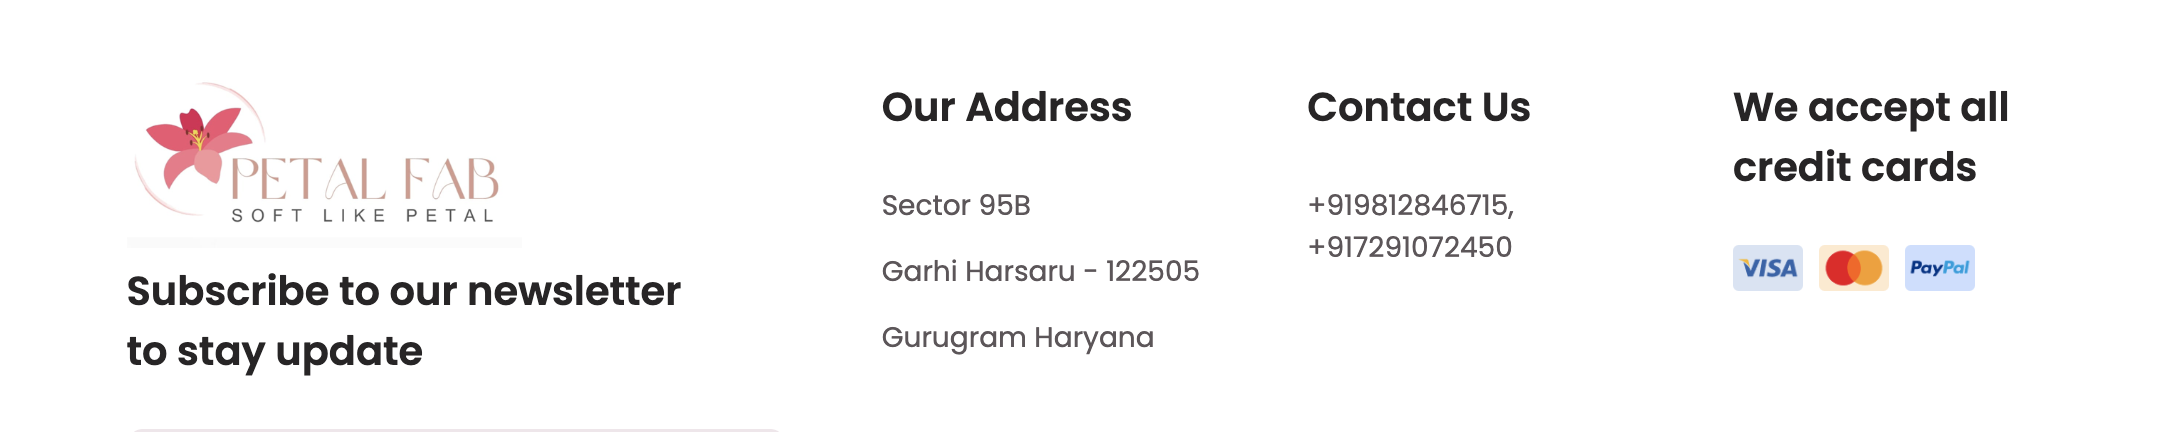 PETAL FAB
SOFT LIKE PETAL
Subscribe to our newsletter
to stay update
Our Address
Sector 95B
Garhi Harsaru - 122505
Gurugram Haryana
Contact Us
+919812846715,
+917291072450
We accept all
credit cards
VISA
PayPal